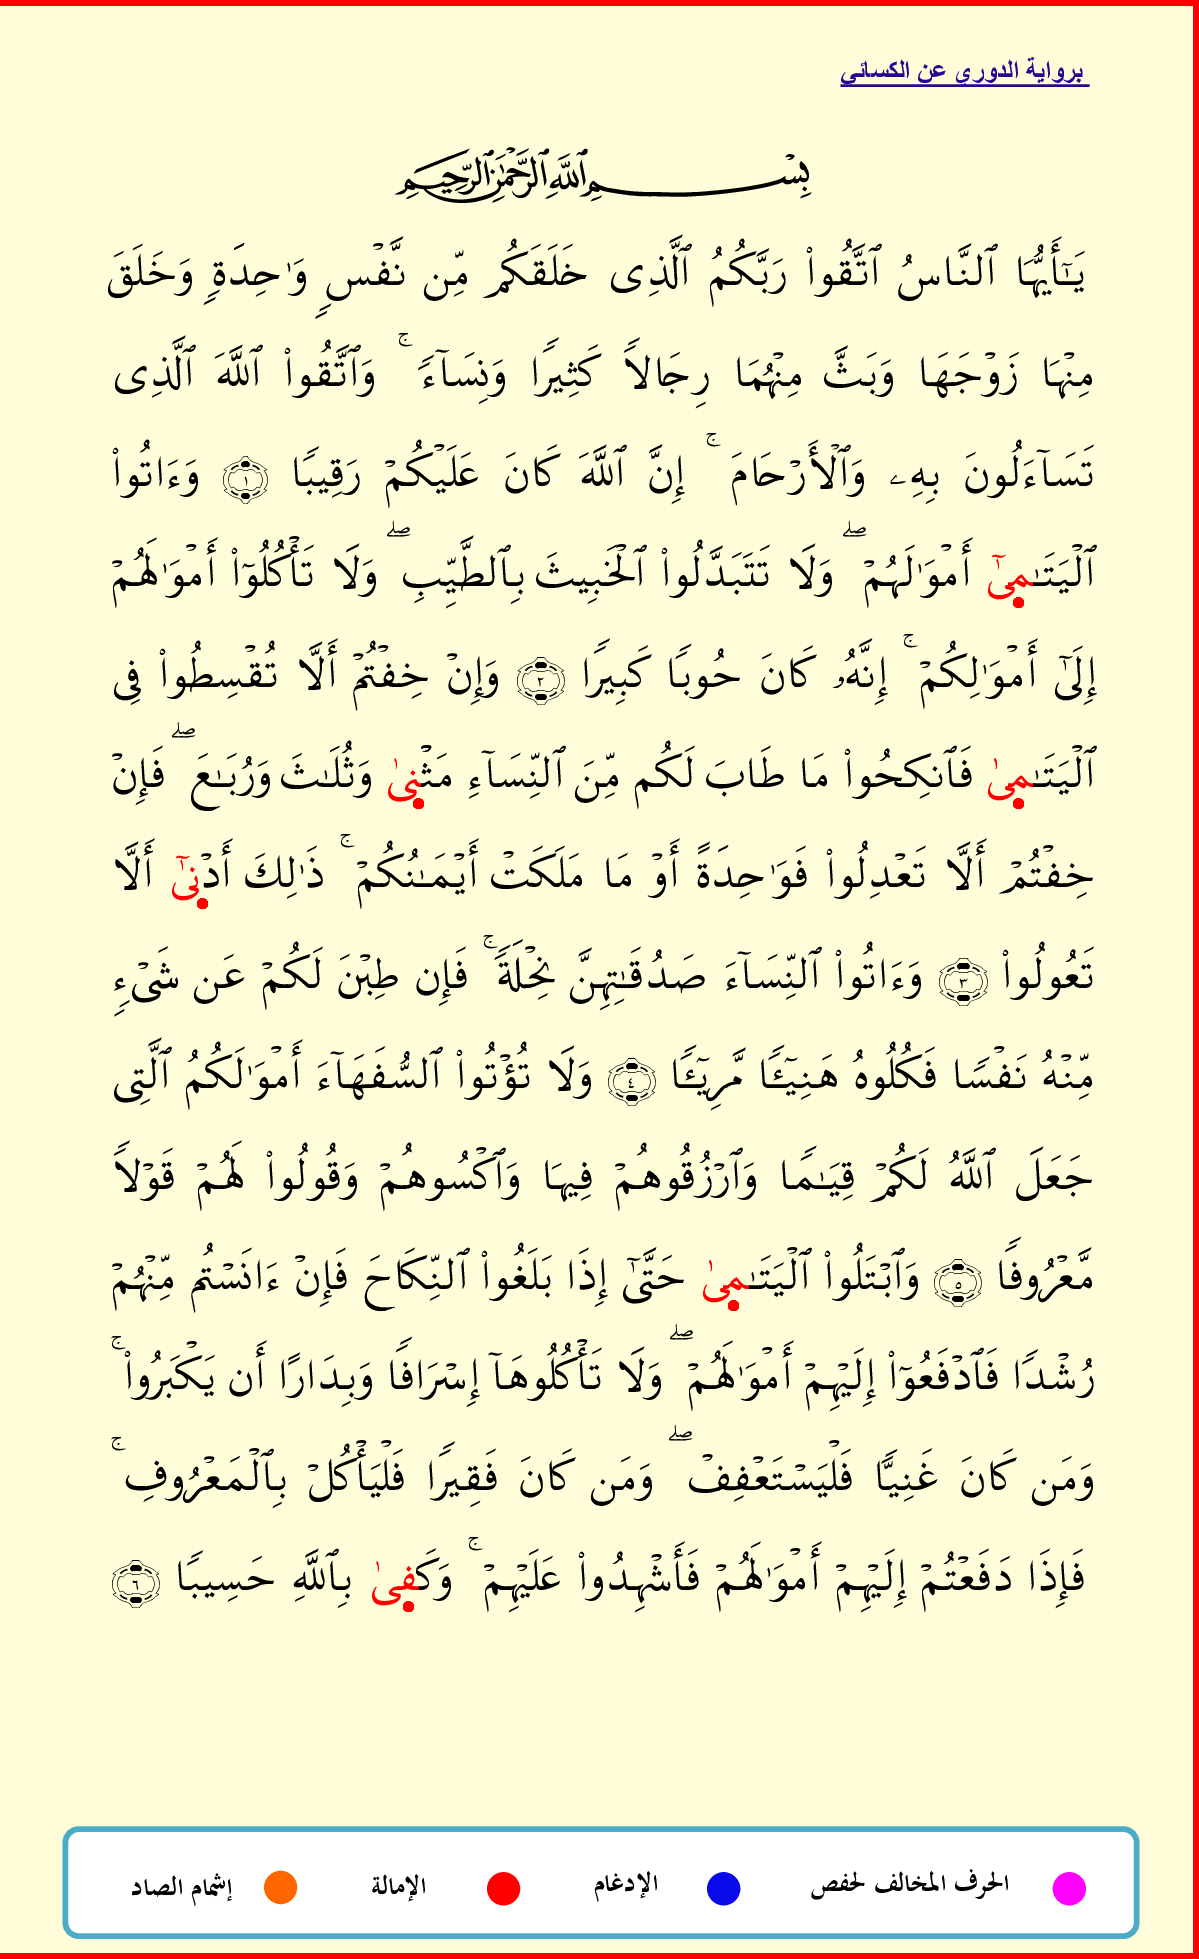 برواية الدوري عن الكسائي
بِسۡمِ ٱللَّهِ ٱلرَّحۡمَٰنِ ٱلرَّحِيمِ
يَٰٓأَيُّهَا ٱلنَّاسُ ٱتَّقُواْ رَبَّكُمُ ٱلَّذِى خَلَقَكُم مِّن نَّفۡسٍ وَٰحِدَةٍ وَخَلَقَ
مِنۡهَا زَوۡجَهَا وَبَثَّ مِنۡهُمَا رِجَالاً كَثِيرًا وَنِسَآءً ۚ وَٱتَّقُواْ ٱللَّهَ ٱلَّذِى
تَسَآءَلُونَ بِهِۦ وَٱلۡأَرۡحَامَ ۚ إِنَّ ٱللَّهَ كَانَ عَلَيۡكُمۡ رَقِيبًا ١ وَءَاتُواْ
ٱلۡيَتَٰمِىٓ أَمۡوَٰلَهُمۡ ۖ وَلَا تَتَبَدَّلُواْ ٱلۡخَبِيثَ بِٱلطَّيِّبِ ۖ وَلَا تَأۡكُلُوٓاْ أَمۡوَٰلَهُمۡ
إِلَىٰٓ أَمۡوَٰلِكُمۡ ۚ إِنَّهُۥ كَانَ حُوبًا كَبِيرًا ٢ وَإِنۡ خِفۡتُمۡ أَلَّا تُقۡسِطُواْ فِى
ٱلۡيَتَٰمِىٰ فَٱنكِحُواْ مَا طَابَ لَكُم مِّنَ ٱلنِّسَآءِ مَثۡنِىٰ وَثُلَٰثَ وَرُبَٰعَ ۖ فَإِنۡ
خِفۡتُمۡ أَلَّا تَعۡدِلُواْ فَوَٰحِدَةً أَوۡ مَا مَلَكَتۡ أَيۡمَٰنُكُمۡ ۚ ذَٰلِكَ أَدۡنِىٰٓ أَلَّا
تَعُولُواْ ٣ وَءَاتُواْ ٱلنِّسَآءَ صَدُقَٰتِهِنَّ نِحۡلَةً ۚ فَإِن طِبۡنَ لَكُمۡ عَن شَىۡءٍ
مِّنۡهُ نَفۡسًا فَكُلُوهُ هَنِيٓـًٔا مَّرِيٓـًٔا ٤ وَلَا تُؤۡتُواْ ٱلسُّفَهَآءَ أَمۡوَٰلَكُمُ ٱلَّتِى
جَعَلَ ٱللَّهُ لَكُمۡ قِيَٰمًا وَٱرۡزُقُوهُمۡ فِيهَا وَٱكۡسُوهُمۡ وَقُولُواْ لَهُمۡ قَوۡلاً
مَّعۡرُوفًا ٥ وَٱبۡتَلُواْ ٱلۡيَتَٰمِىٰ حَتَّىٰٓ إِذَا بَلَغُواْ ٱلنِّكَاحَ فَإِنۡ ءَانَسۡتُم مِّنۡهُمۡ
رُشۡدًا فَٱدۡفَعُوٓاْ إِلَيۡهِمۡ أَمۡوَٰلَهُمۡ ۖ وَلَا تَأۡكُلُوهَآ إِسۡرَافًا وَبِدَارًا أَن يَكۡبَرُواْ ۚ
وَمَن كَانَ غَنِيًّا فَلۡيَسۡتَعۡفِفۡ ۖ وَمَن كَانَ فَقِيرًا فَلۡيَأۡكُلۡ بِٱلۡمَعۡرُوفِ ۚ
فَإِذَا دَفَعۡتُمۡ إِلَيۡهِمۡ أَمۡوَٰلَهُمۡ فَأَشۡهِدُواْ عَلَيۡهِمۡ ۚ وَكَفِىٰ بِٱللَّهِ حَسِيبًا ٦
الحرف المخالف لحفص الإدغام الإمالة إشمام الصاد